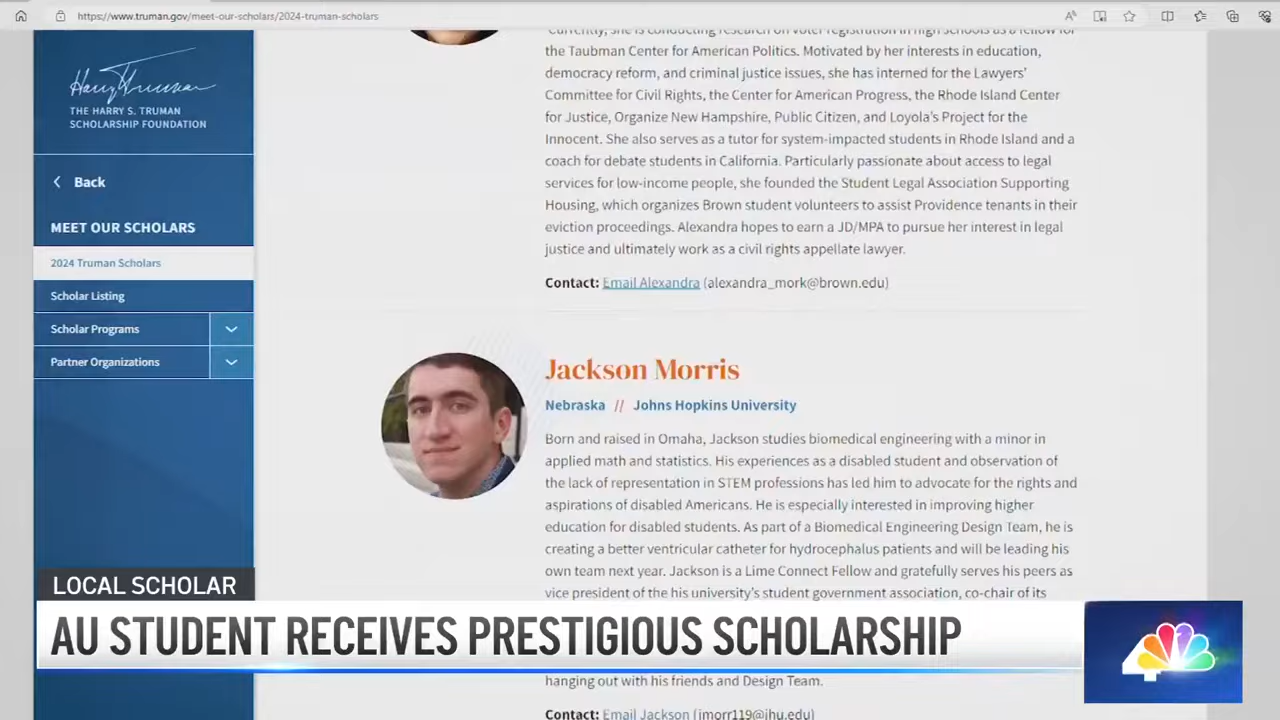 https://www.truman.gov/meet-our-scholars/2024-truman-scholars
Harry Truman
THE HARRY S. TRUMAN
SCHOLARSHIP FOUNDATION
Back
MEET OUR SCHOLARS
2024 Truman Scholars
Scholar Listing
Scholar Programs
Partner Organizations
Currently, she is conducting research on voter registration in high schools as a fellow for
the Taubman Center for American Politics. Motivated by her interests in education,
democracy reform, and criminal justice issues, she has interned for the Lawyers'
Committee for Civil Rights, the Center for American Progress, the Rhode Island Center
for Justice, Organize New Hampshire, Public Citizen, and Loyola's Project for the
Innocent. She also serves as a tutor for system-impacted students in Rhode Island and a
coach for debate students in California. Particularly passionate about access to legal
services for low-income people, she founded the Student Legal Association Supporting
Housing, which organizes Brown student volunteers to assist Providence tenants in their
eviction proceedings. Alexandra hopes to earn a JD/MPA to pursue her interest in legal
justice and ultimately work as a civil rights appellate lawyer.
Contact: Email Alexandra (alexandra_mork@brown.edu)
Jackson Morris
Nebraska // Johns Hopkins University
Born and raised in Omaha, Jackson studies biomedical engineering with a minor in
applied math and statistics. His experiences as a disabled student and observation of
the lack of representation in STEM professions has led him to advocate for the rights and
aspirations of disabled Americans. He is especially interested in improving higher
education for disabled students. As part of a Biomedical Engineering Design Team, he is
creating a better ventricular catheter for hydrocephalus patients and will be leading his
own team next year. Jackson is a Lime Connect Fellow and gratefully serves his peers as
vice president of the his university's student government association, co-chair of its
hanging out with his friends and Design Team.
Contact: Email Jackson (jmorr119@jhu.edu)
LOCAL SCHOLAR
AU STUDENT RECEIVES PRESTIGIOUS SCHOLARSHIP
4